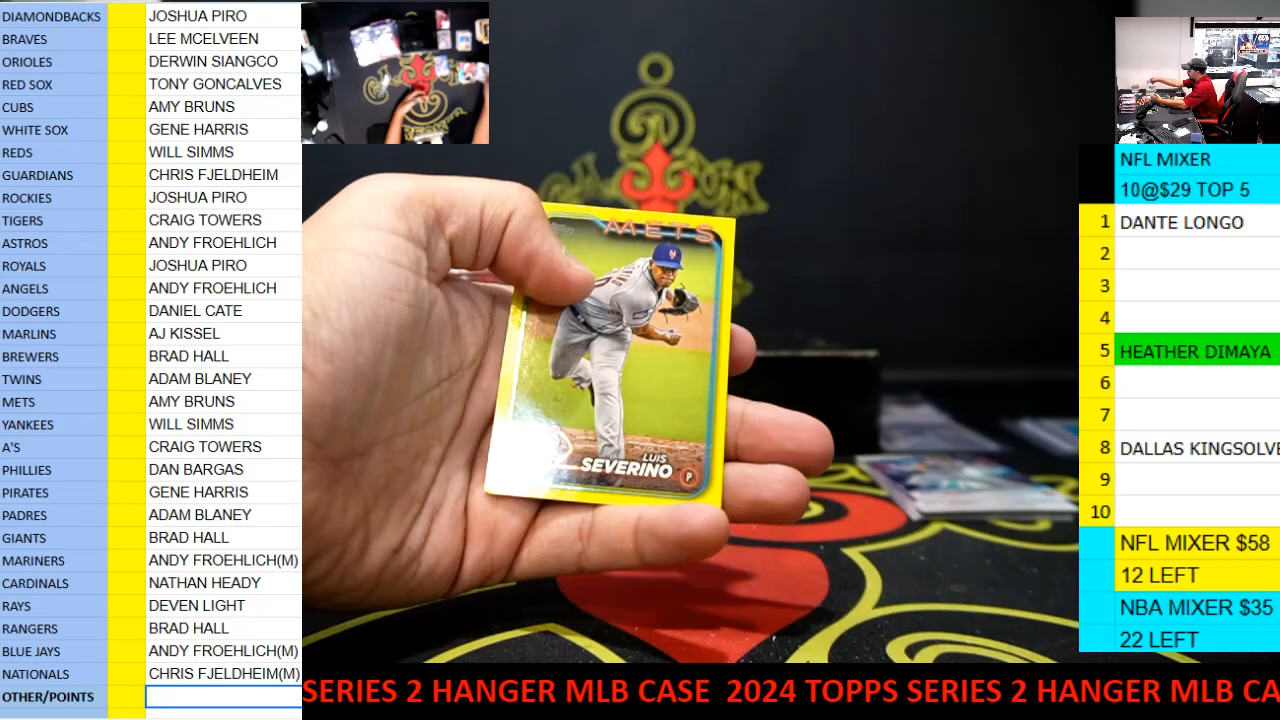 DIAMONDBACKS JOSHUA PIRO
BRAVES LEE MCELVEEN
ORIOLES DERWIN SIANGCO
RED SOX TONY GONCALVES
CUBS AMY BRUNS
WHITE SOX GENE HARRIS
REDS WILL SIMMS
GUARDIANS CHRIS FJELDHEIM
ROCKIES JOSHUA PIRO
TIGERS CRAIG TOWERS
ASTROS ANDY FROEHLICH
ROYALS JOSHUA PIRO
ANGELS ANDY FROEHLICH
DODGERS DANIEL CATE
MARLINS AJ KISSEL
BREWERS BRAD HALL
TWINS ADAM BLANEY
METS AMY BRUNS
YANKEES WILL SIMMS
A'S CRAIG TOWERS
PHILLIES DAN BARGAS
PIRATES GENE HARRIS
PADRES ADAM BLANEY
GIANTS BRAD HALL
MARINERS ANDY FROEHLICH(M)
CARDINALS NATHAN HEADY
RAYS DEVEN LIGHT
RANGERS BRAD HALL
BLUE JAYS ANDY FROEHLICH(M)
NATIONALS CHRIS FJELDHEIM(M)
OTHER/POINTS
METS
LUIS
SEVERINO P
NFL MIXER
10@$29 TOP 5
1 DANTE LONGO
2
3
4
5 HEATHER DIMAYA
6
7
8 DALLAS KINGSOLVE
9
10
NFL MIXER $58
12 LEFT
NBA MIXER $35
22 LEFT
SERIES 2 HANGER MLB CASE 2024 TOPPS SERIES 2 HANGER MLB CA